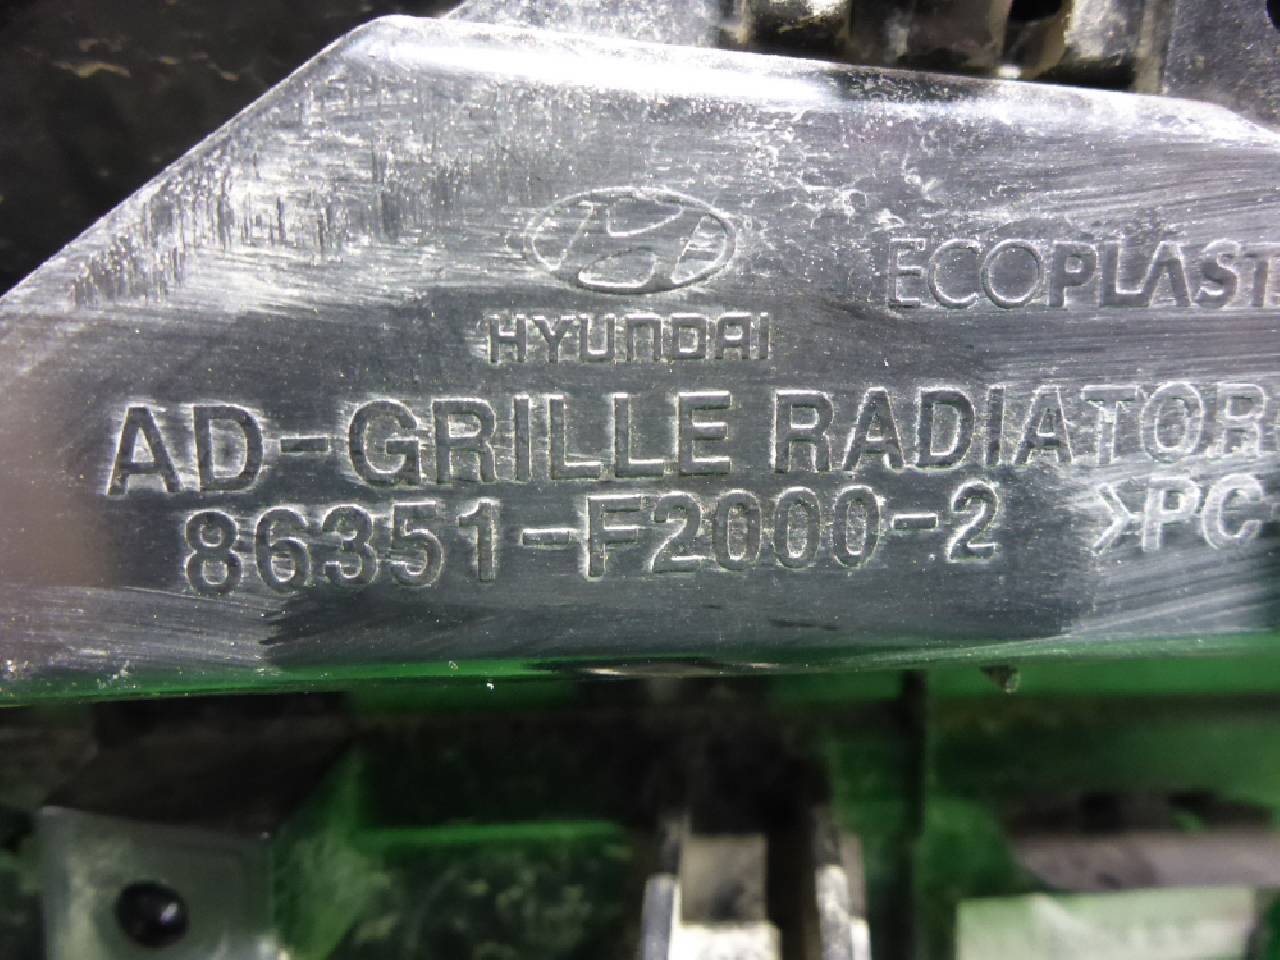 ECOPLAST
HYUNDAI
AD-GRILLE RADIATOR
86351-F2000-2 >PC